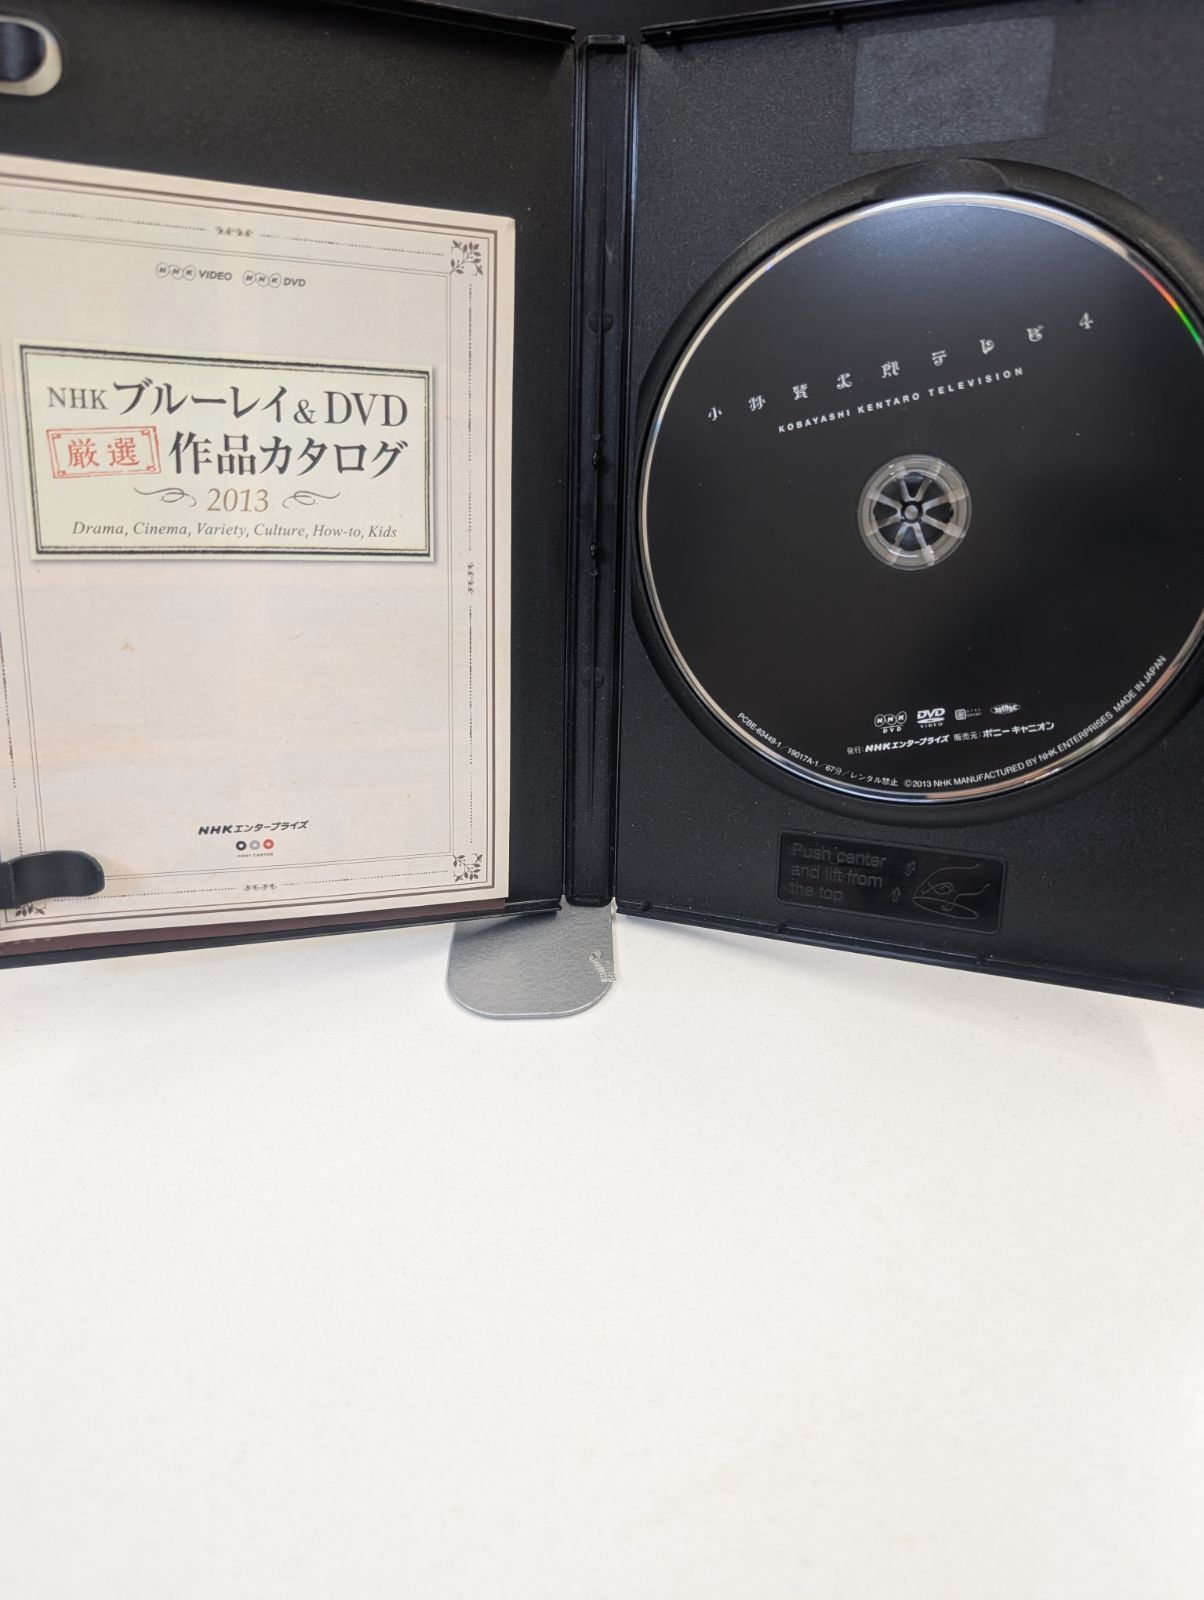 NHK VIDEO NHK DVD
NHK ブルーレイ & DVD
厳選 作品カタログ
2013
Drama, Cinema, Variety, Culture, How-to, Kids
NHKエンタープライズ
PONY CANYON
小林賢太郎テレビ4
KOBAYASHI KENTARO TELEVISION
NHK DVD DVD VIDEO
発行:NHKエンタープライズ 販売元:ポニーキャニオン
PCBE-63449-1/19017A-1/67分/レンタル禁止 ©2013 NHK MANUFACTURED BY NHK ENTERPRISES MADE IN JAPAN
Push center
and lift from
the top